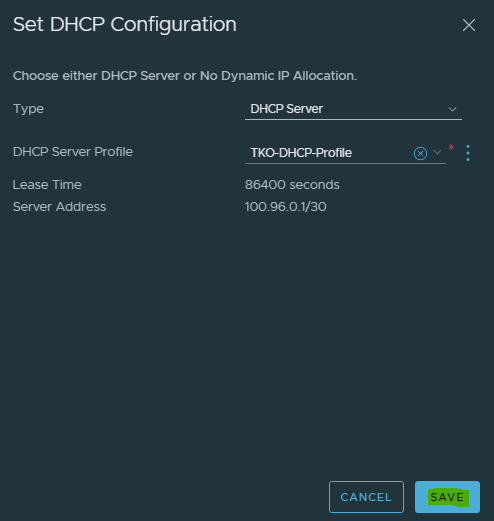 Set DHCP Configuration
Choose either DHCP Server or No Dynamic IP Allocation.
Type DHCP Server
DHCP Server Profile TKO-DHCP-Profile *
Lease Time 86400 seconds
Server Address 100.96.0.1/30
CANCEL SAVE